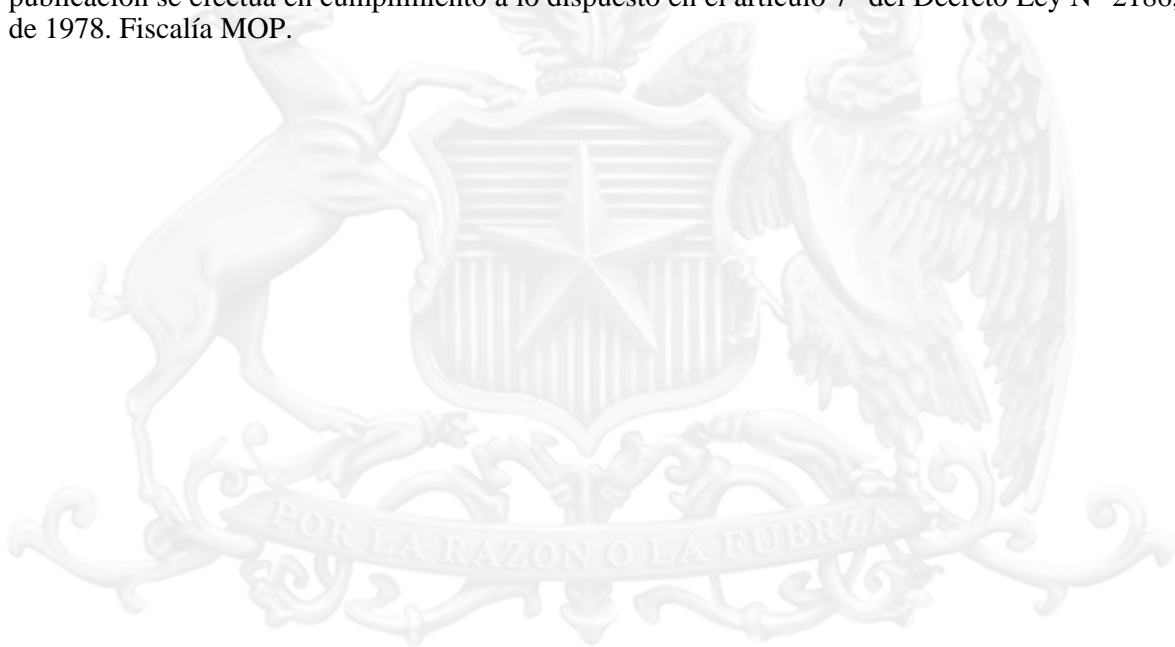 publicación se efectúa en cumplimiento a lo dispuesto en el artículo 7° del Decreto Ley N° 2186,
de 1978. Fiscalía MOP.
POR LA RAZON O LA FUERZA